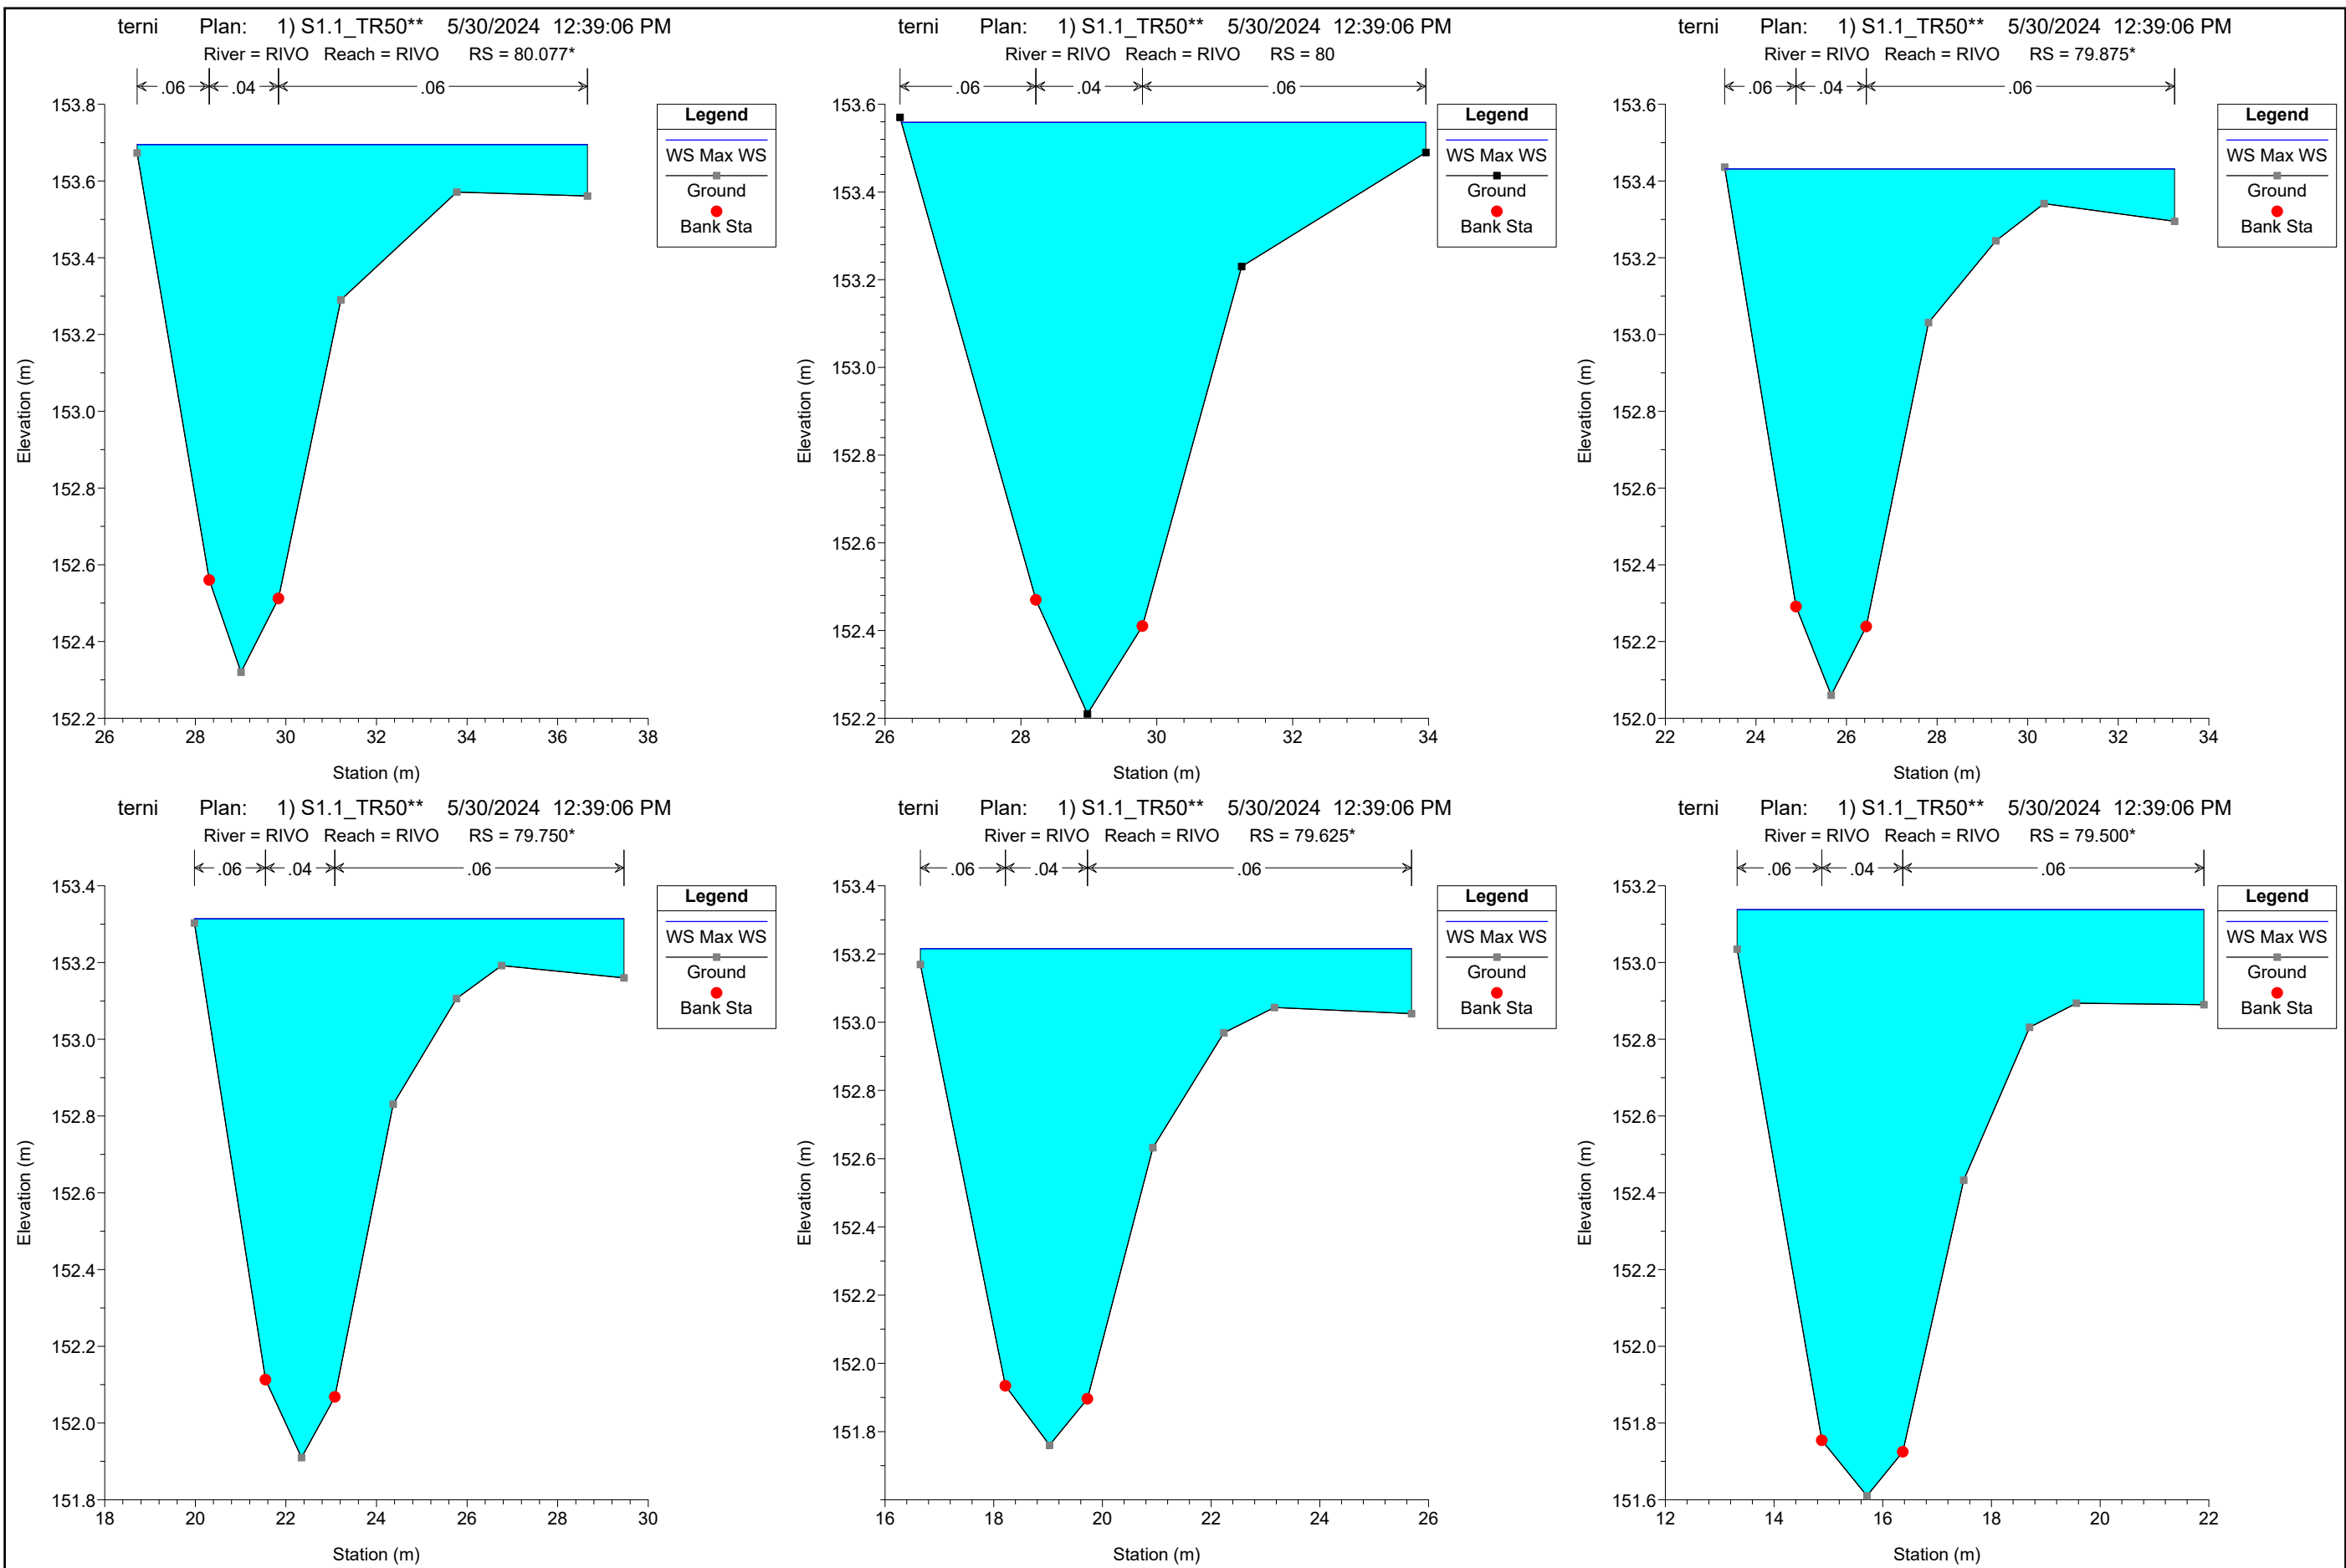 terni Plan: 1) S1.1_TR50** 5/30/2024 12:39:06 PM
River = RIVO Reach = RIVO RS = 80.077*
.06 .04 .06
Legend
WS Max WS
Ground
Bank Sta
153.8
153.6
153.4
153.2
153.0
152.8
152.6
152.4
152.2
Elevation (m)
26 28 30 32 34 36 38
Station (m)
terni Plan: 1) S1.1_TR50** 5/30/2024 12:39:06 PM
River = RIVO Reach = RIVO RS = 80
.06 .04 .06
Legend
WS Max WS
Ground
Bank Sta
153.6
153.4
153.2
153.0
152.8
152.6
152.4
152.2
Elevation (m)
26 28 30 32 34
Station (m)
terni Plan: 1) S1.1_TR50** 5/30/2024 12:39:06 PM
River = RIVO Reach = RIVO RS = 79.875*
.06 .04 .06
Legend
WS Max WS
Ground
Bank Sta
153.6
153.4
153.2
153.0
152.8
152.6
152.4
152.2
152.0
Elevation (m)
22 24 26 28 30 32 34
Station (m)
terni Plan: 1) S1.1_TR50** 5/30/2024 12:39:06 PM
River = RIVO Reach = RIVO RS = 79.750*
.06 .04 .06
Legend
WS Max WS
Ground
Bank Sta
153.4
153.2
153.0
152.8
152.6
152.4
152.2
152.0
151.8
Elevation (m)
18 20 22 24 26 28 30
Station (m)
terni Plan: 1) S1.1_TR50** 5/30/2024 12:39:06 PM
River = RIVO Reach = RIVO RS = 79.625*
.06 .04 .06
Legend
WS Max WS
Ground
Bank Sta
153.4
153.2
153.0
152.8
152.6
152.4
152.2
152.0
151.8
Elevation (m)
16 18 20 22 24 26
Station (m)
terni Plan: 1) S1.1_TR50** 5/30/2024 12:39:06 PM
River = RIVO Reach = RIVO RS = 79.500*
.06 .04 .06
Legend
WS Max WS
Ground
Bank Sta
153.2
153.0
152.8
152.6
152.4
152.2
152.0
151.8
151.6
Elevation (m)
12 14 16 18 20 22
Station (m)